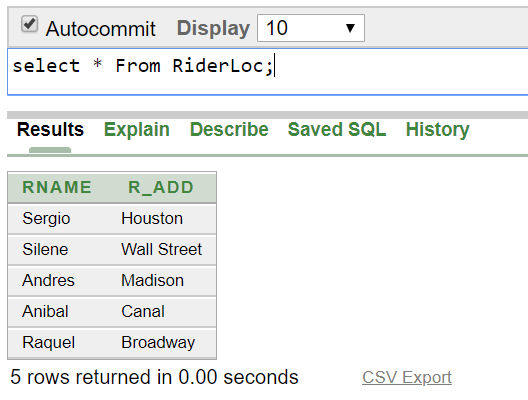 Autocommit Display 10
select * From RiderLoc;
Results Explain Describe Saved SQL History
RNAME R_ADD
Sergio Houston
Silene Wall Street
Andres Madison
Anibal Canal
Raquel Broadway
5 rows returned in 0.00 seconds CSV Export